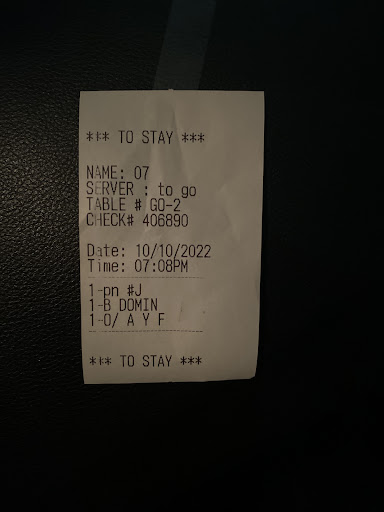 *** TO STAY ***
NAME: 07
SERVER : to go
TABLE # GO-2
CHECK# 406890
Date: 10/10/2022
Time: 07:08PM
1-pn #J
1-B DOMIN
1-O/ A Y F
*** TO STAY ***